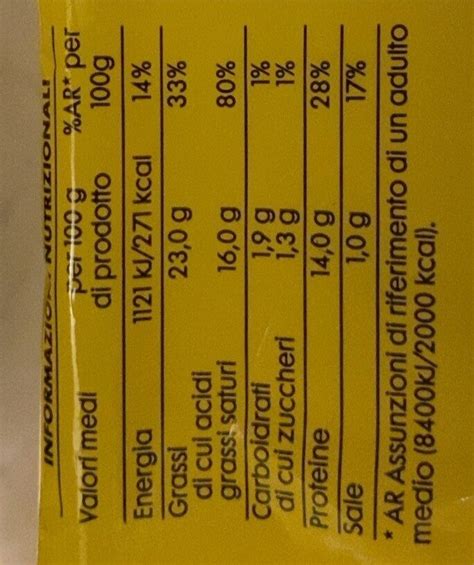 INFORMAZIONI NUTRIZIONALI
Valori medi per 100 g %AR* per
di prodotto 100g
Energia 1121 kJ/271 kcal 14%
Grassi 23,0 g 33%
di cui acidi
grassi saturi 16,0 g 80%
Carboidrati 1,9 g 1%
di cui zuccheri 1,3 g 1%
Proteine 14,0 g 28%
Sale 1,0 g 17%
* AR Assunzioni di riferimento di un adulto
medio (8400kJ/2000 kcal).